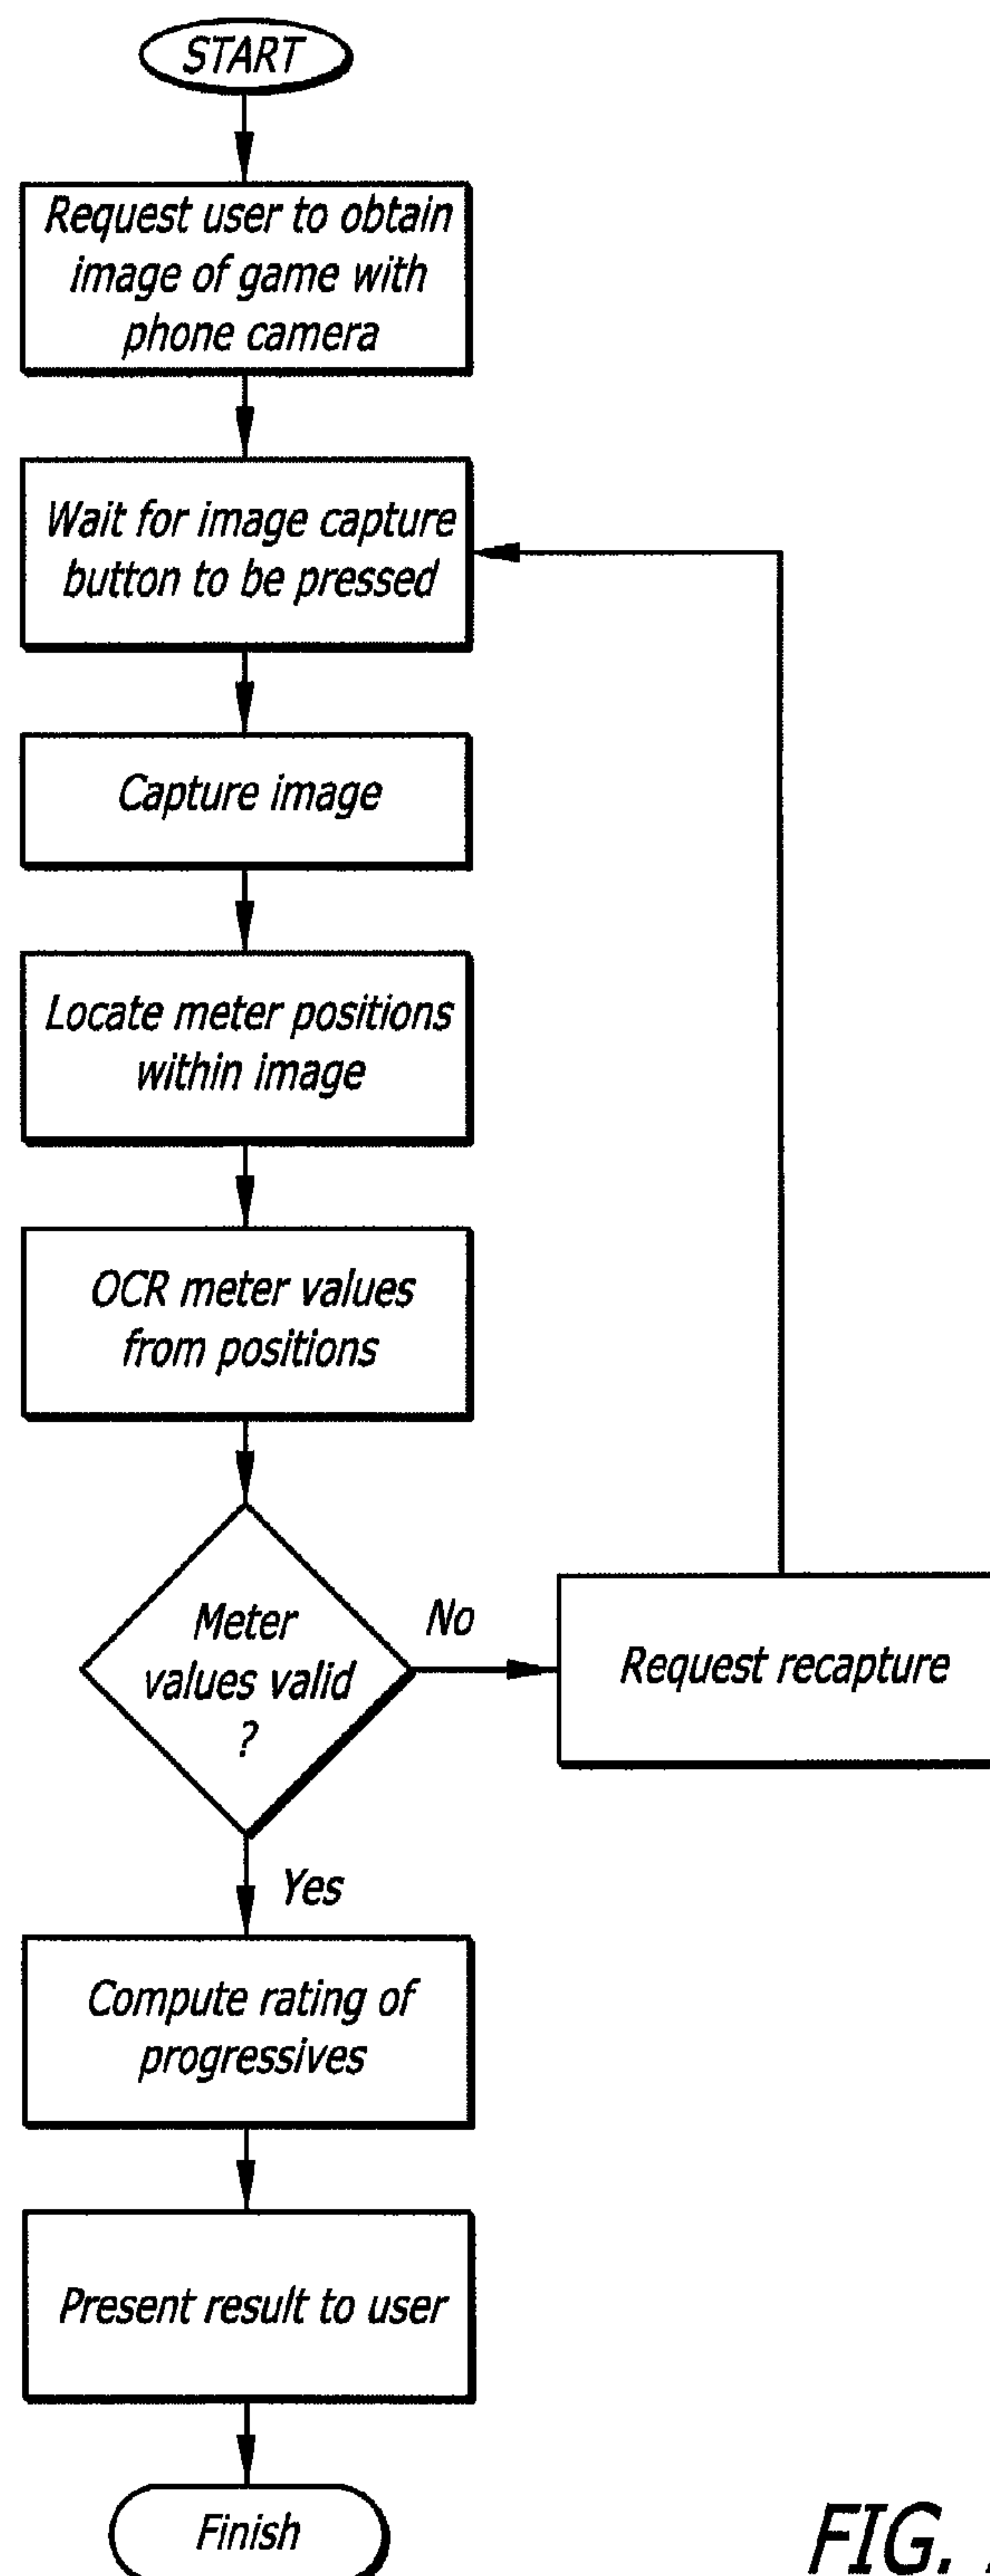 START
Request user to obtain
image of game with
phone camera
Wait for image capture
button to be pressed
Capture image
Locate meter positions
within image
OCR meter values
from positions
Meter
values valid
?
No
Request recapture
Yes
Compute rating of
progressives
Present result to user
Finish
FIG.